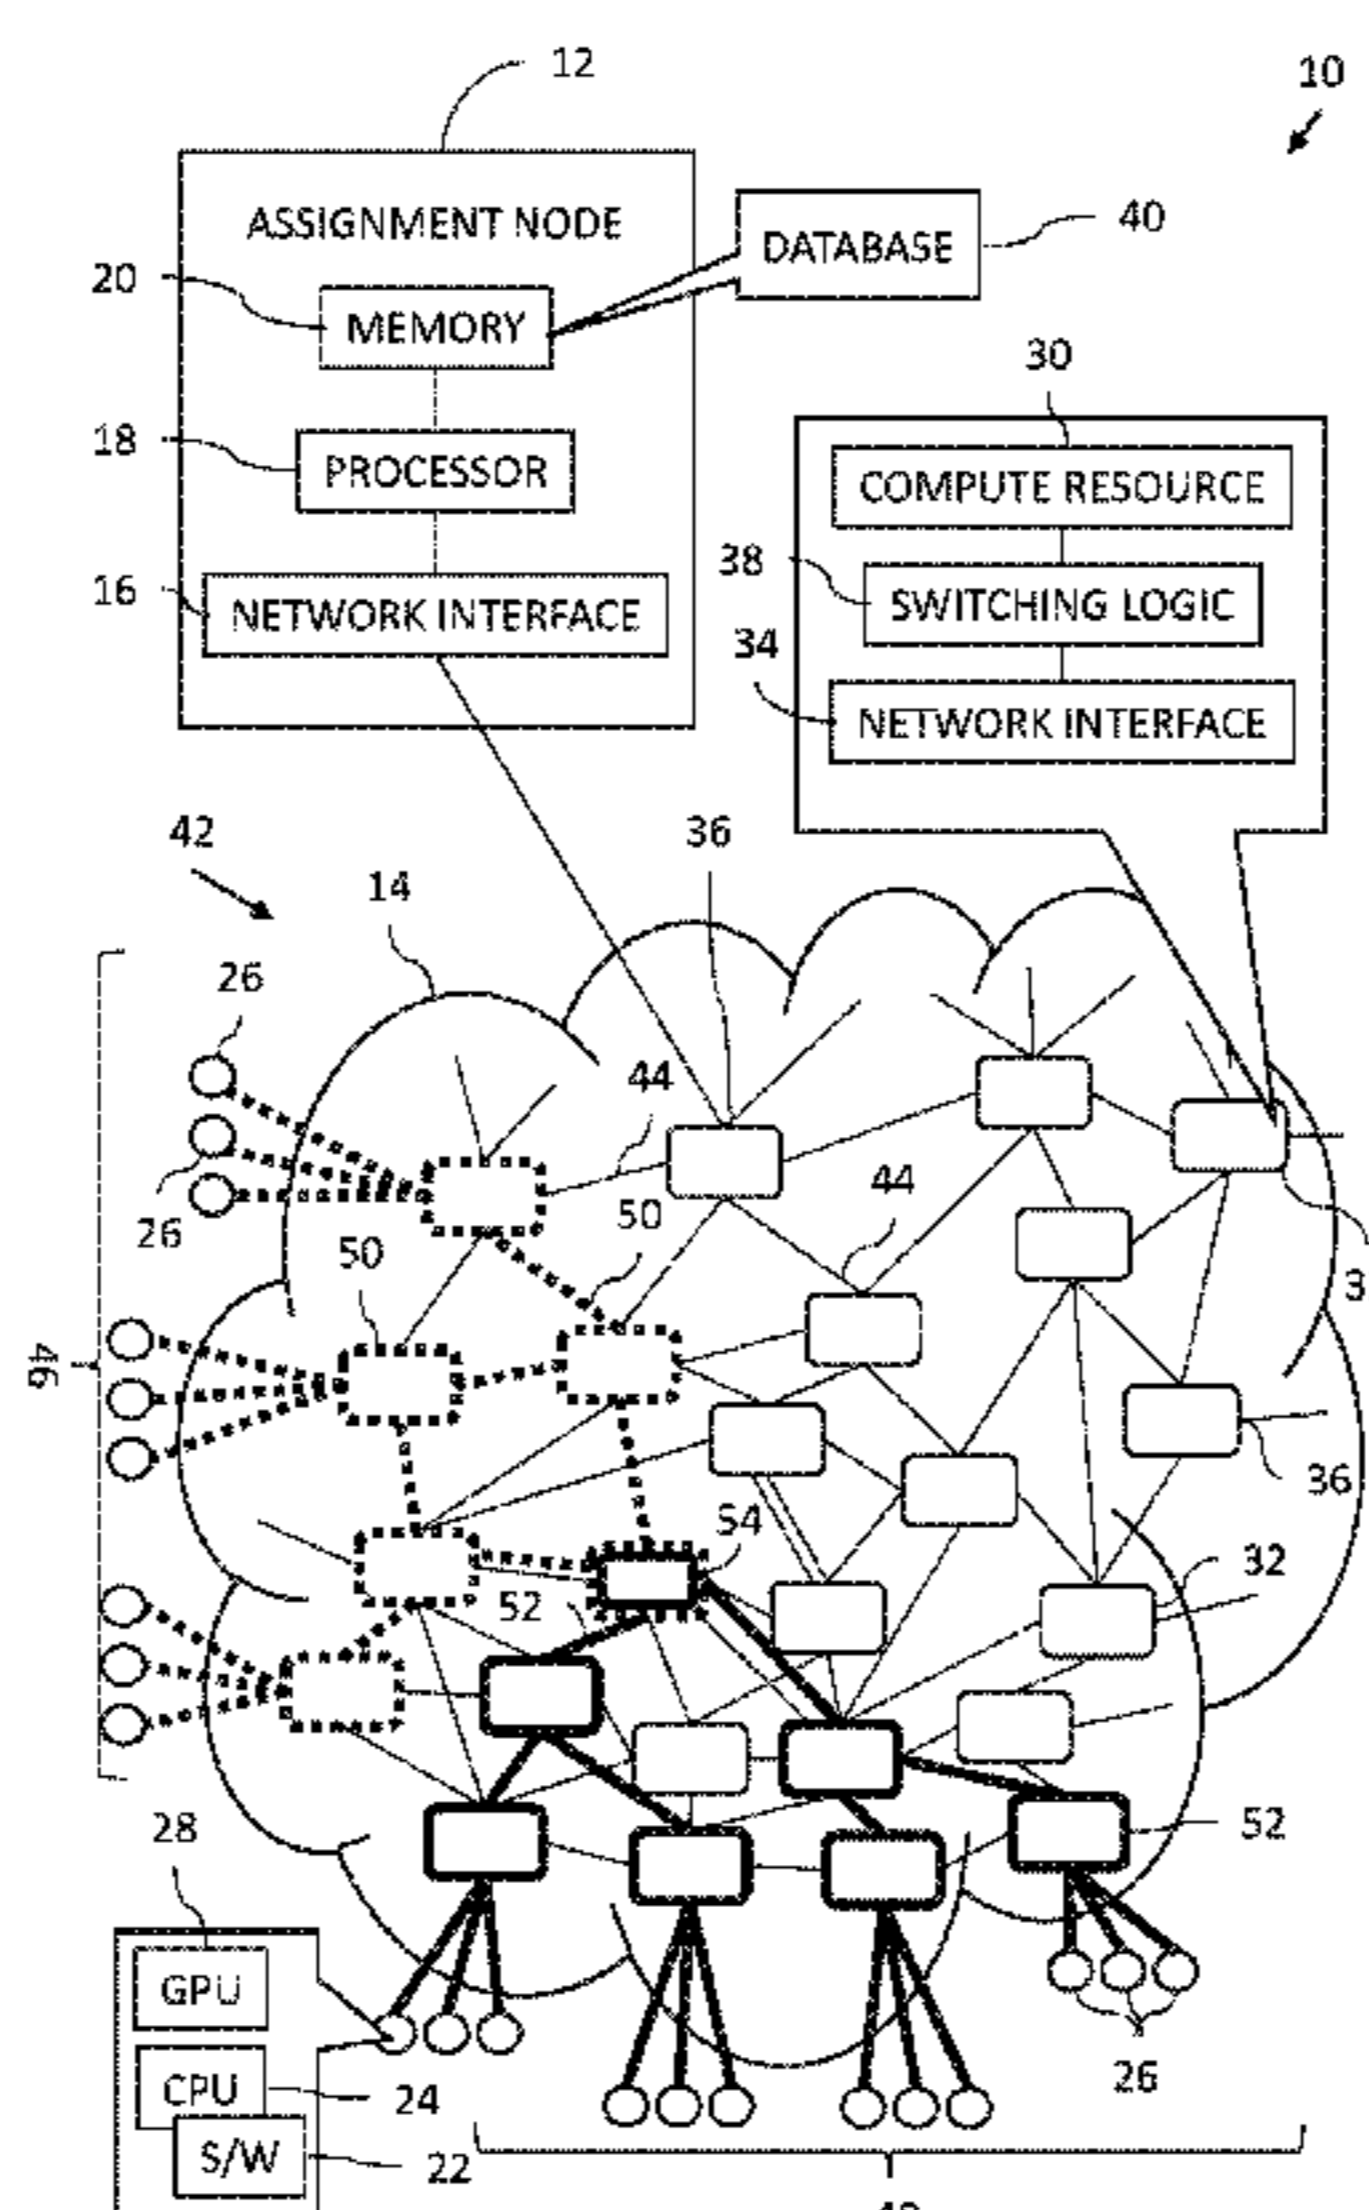 12
10
ASSIGNMENT NODE
40
DATABASE
20
MEMORY
30
18
PROCESSOR
COMPUTE RESOURCE
38
16
NETWORK INTERFACE
SWITCHING LOGIC
34
NETWORK INTERFACE
42
36
14
26
44
44
50
26
50
3
46
36
54
32
52
52
28
GPU
26
CPU
24
S/W
22